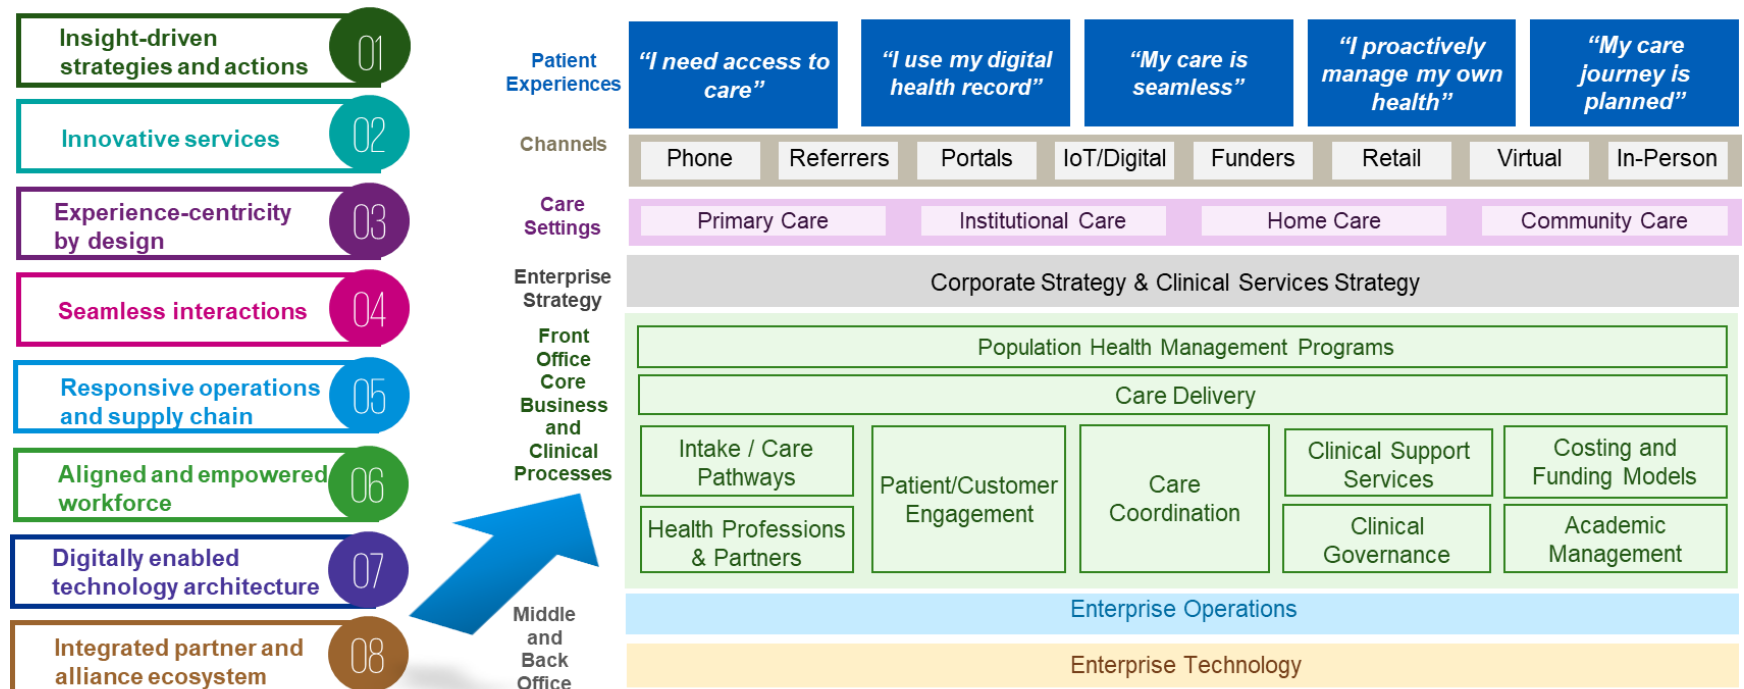 Insight-driven
strategies and actions
01
Innovative services
02
Experience-centricity
by design
03
Seamless interactions
04
Responsive operations
and supply chain
05
Aligned and empowered
workforce
06
Digitally enabled
technology architecture
07
Integrated partner and
alliance ecosystem
08
Patient
Experiences
“I need access to
care”
“I use my digital
health record”
“My care is
seamless”
“I proactively
manage my own
health”
“My care
journey is
planned”
Channels
Phone
Referrers
Portals
IoT/Digital
Funders
Retail
Virtual
In-Person
Care
Settings
Primary Care
Institutional Care
Home Care
Community Care
Enterprise
Strategy
Corporate Strategy & Clinical Services Strategy
Front
Office
Core
Business
and
Clinical
Processes
Population Health Management Programs
Care Delivery
Intake / Care
Pathways
Health Professions
& Partners
Patient/Customer
Engagement
Care
Coordination
Clinical Support
Services
Clinical
Governance
Costing and
Funding Models
Academic
Management
Middle
and
Back
Office
Enterprise Operations
Enterprise Technology